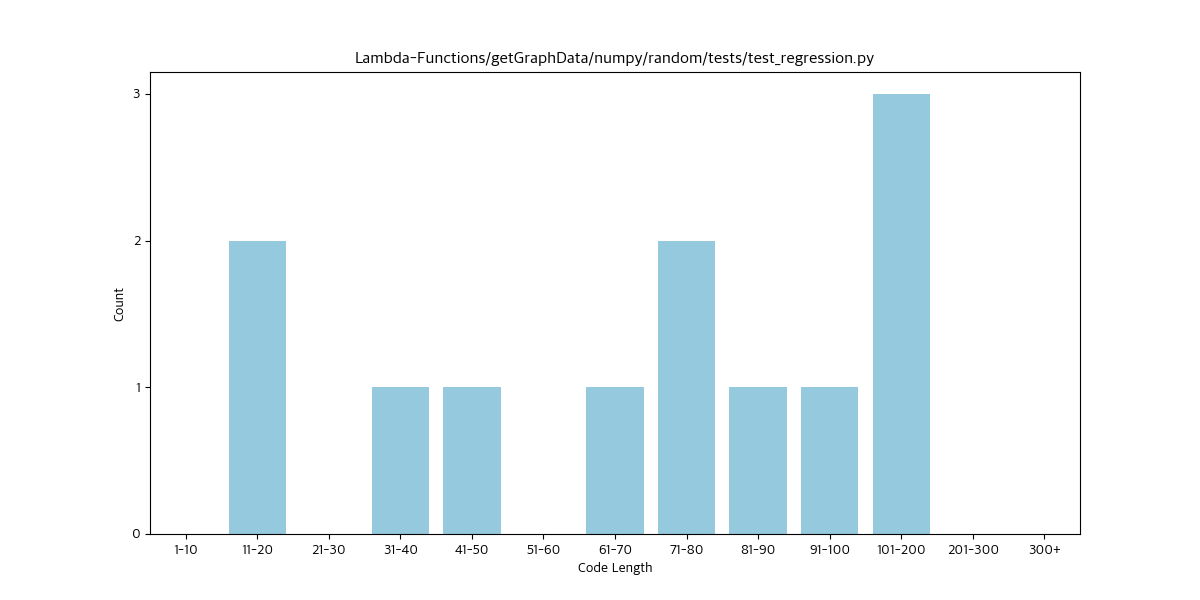 Lambda-Functions/getGraphData/numpy/random/tests/test_regression.py
3
2
1
0
Count
1-10 11-20 21-30 31-40 41-50 51-60 61-70 71-80 81-90 91-100 101-200 201-300 300+
Code Length